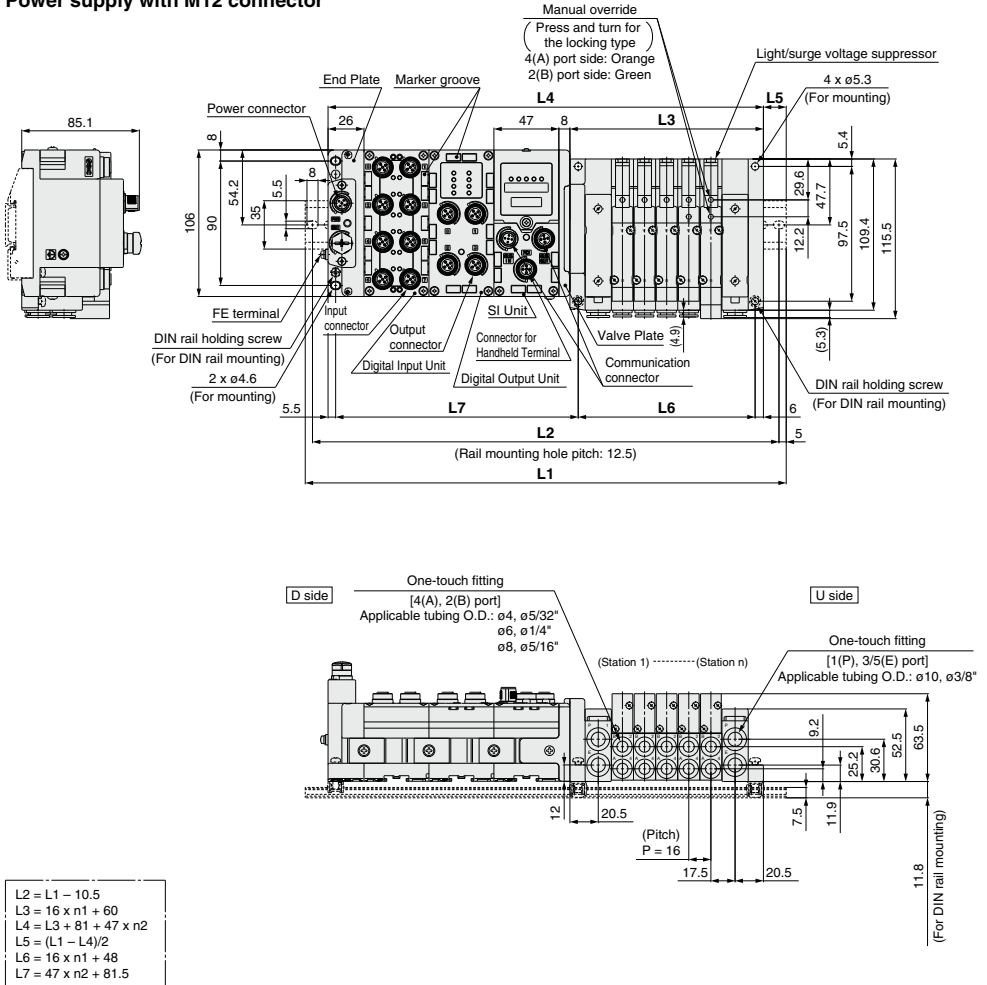 Power supply with M12 connector
Manual override
( Press and turn for
the locking type )
4(A) port side: Orange
2(B) port side: Green
Light/surge voltage suppressor
End Plate
Marker groove
L4
L5
4 x ø5.3
(For mounting)
Power connector
85.1
26
47
8
L3
8
5.4
106
90
54.2
35
5.5
8
29.6
12.2
47.7
97.5
109.4
115.5
FE terminal
Input
connector
Output
connector
SI Unit
Valve Plate
(4.9)
(5.3)
DIN rail holding screw
(For DIN rail mounting)
Digital Input Unit
Connector for
Handheld Terminal
Digital Output Unit
Communication
connector
DIN rail holding screw
(For DIN rail mounting)
2 x ø4.6
(For mounting)
5.5
L7
L6
6
L2
5
(Rail mounting hole pitch: 12.5)
L1
D side
One-touch fitting
[4(A), 2(B) port]
Applicable tubing O.D.: ø4, ø5/32"
ø6, ø1/4"
ø8, ø5/16"
U side
One-touch fitting
[1(P), 3/5(E) port]
Applicable tubing O.D.: ø10, ø3/8"
(Station 1) ------------ (Station n)
9.2
25.2
30.6
52.5
63.5
12
20.5
(Pitch)
P = 16
17.5
20.5
7.5
11.9
11.8
(For DIN rail mounting)
L2 = L1 – 10.5
L3 = 16 x n1 + 60
L4 = L3 + 81 + 47 x n2
L5 = (L1 – L4)/2
L6 = 16 x n1 + 48
L7 = 47 x n2 + 81.5